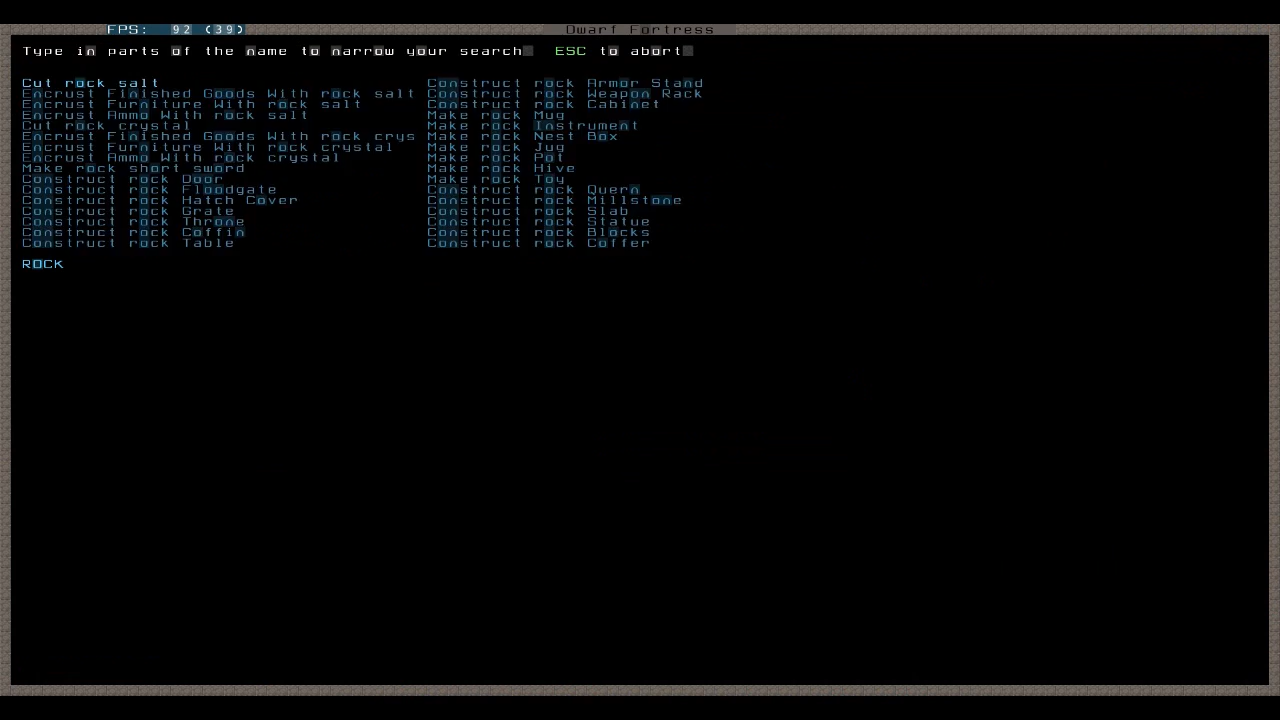 FPS: 92 (39) Dwarf Fortress
Type in parts of the name to narrow your search. ESC to abort.
Cut rock salt
Encrust Finished Goods With rock salt
Encrust Furniture With rock salt
Encrust Ammo With rock salt
Cut rock crystal
Encrust Finished Goods With rock crys
Encrust Furniture With rock crystal
Encrust Ammo With rock crystal
Make rock short sword
Construct rock Door
Construct rock Floodgate
Construct rock Hatch Cover
Construct rock Grate
Construct rock Throne
Construct rock Coffin
Construct rock Table
Construct rock Armor Stand
Construct rock Weapon Rack
Construct rock Cabinet
Make rock Mug
Make rock Instrument
Make rock Nest Box
Make rock Jug
Make rock Pot
Make rock Hive
Make rock Toy
Construct rock Quern
Construct rock Millstone
Construct rock Slab
Construct rock Statue
Construct rock Blocks
Construct rock Coffer
ROCK